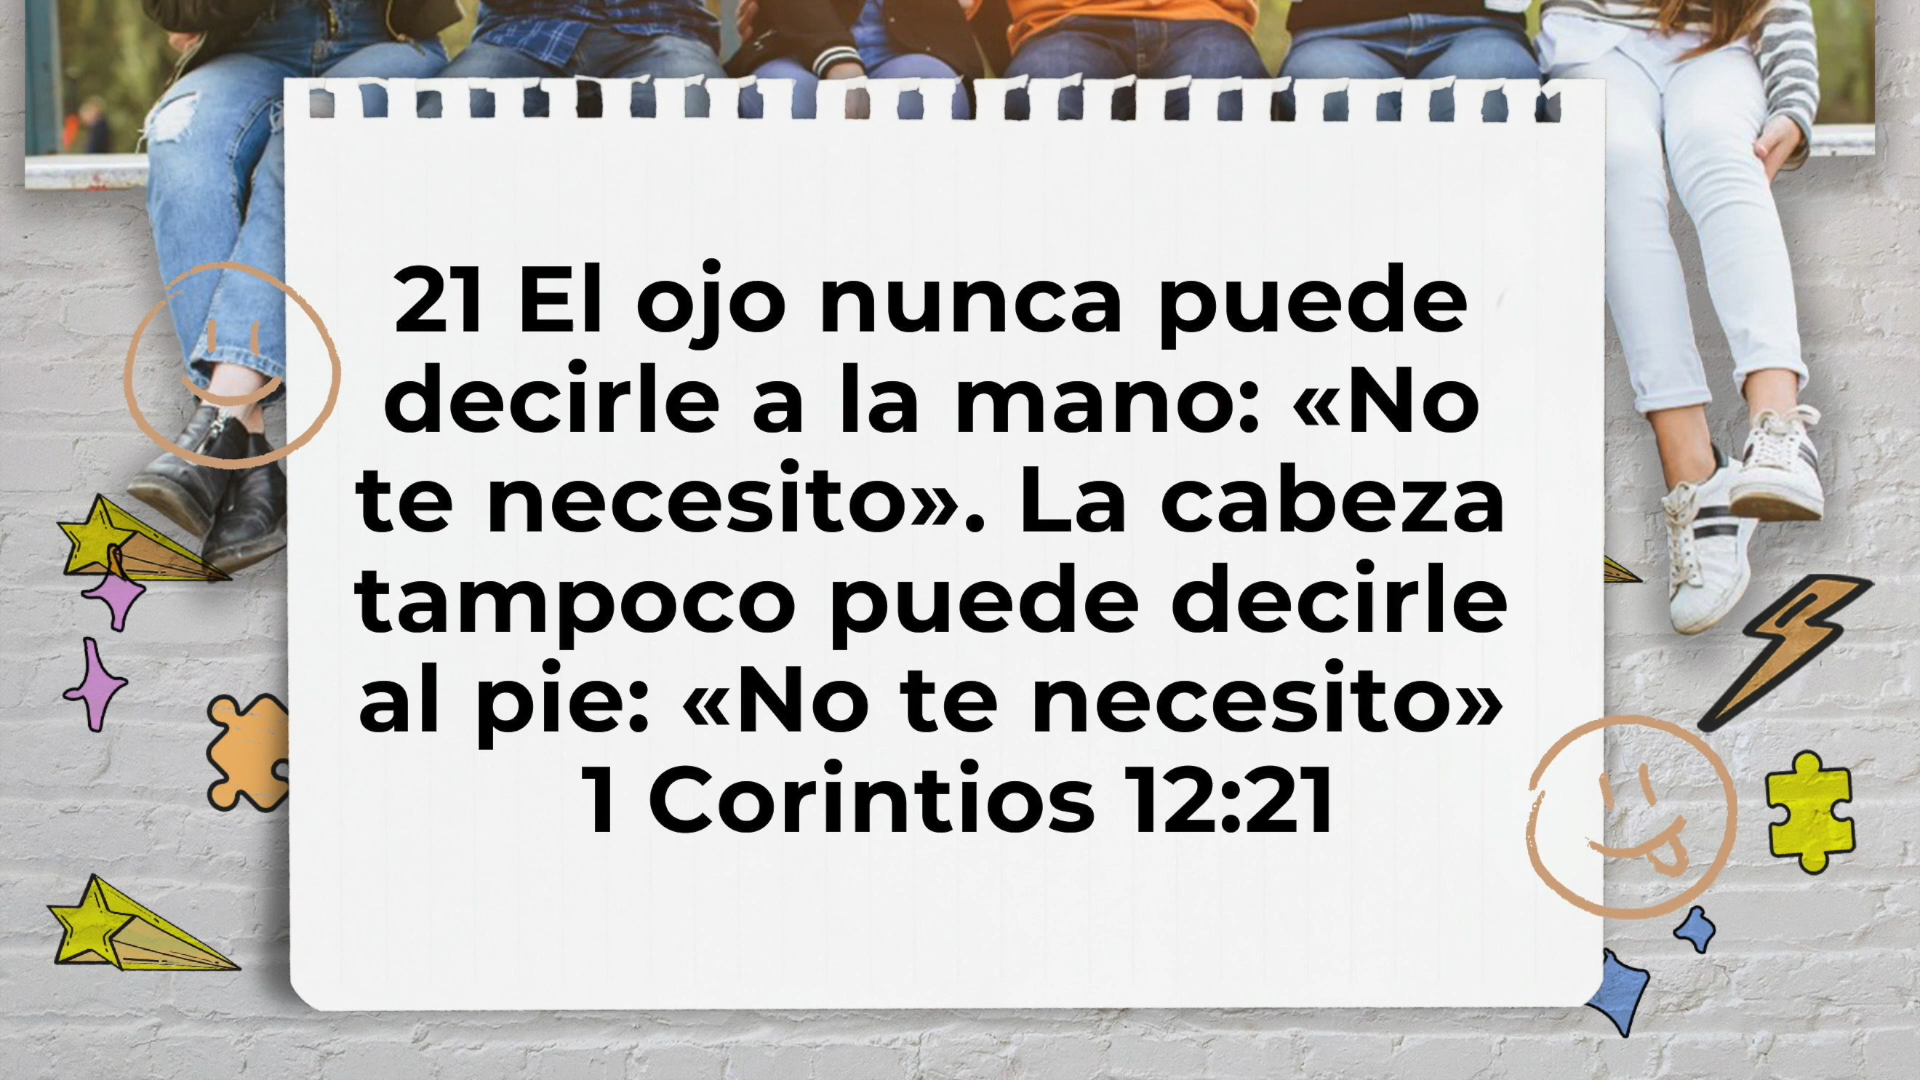 21 El ojo nunca puede
decirle a la mano: «No
te necesito». La cabeza
tampoco puede decirle
al pie: «No te necesito»
1 Corintios 12:21